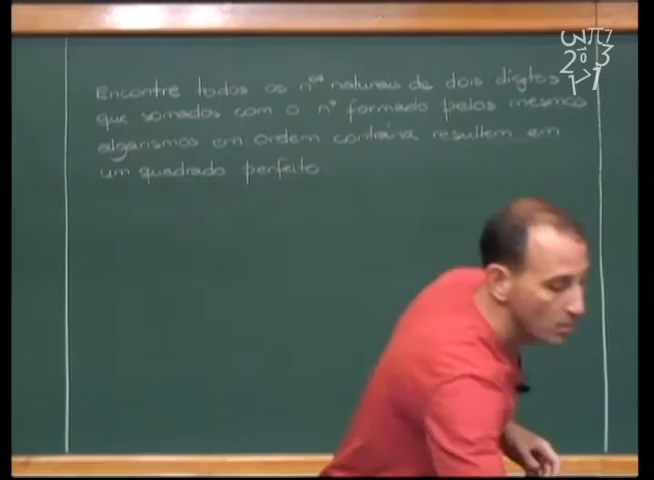 Encontre todos os nos naturais de dois dígitos
que somados com o nº formado pelos mesmos
algarismos em ordem contraria, resultem em
um quadrado perfeito